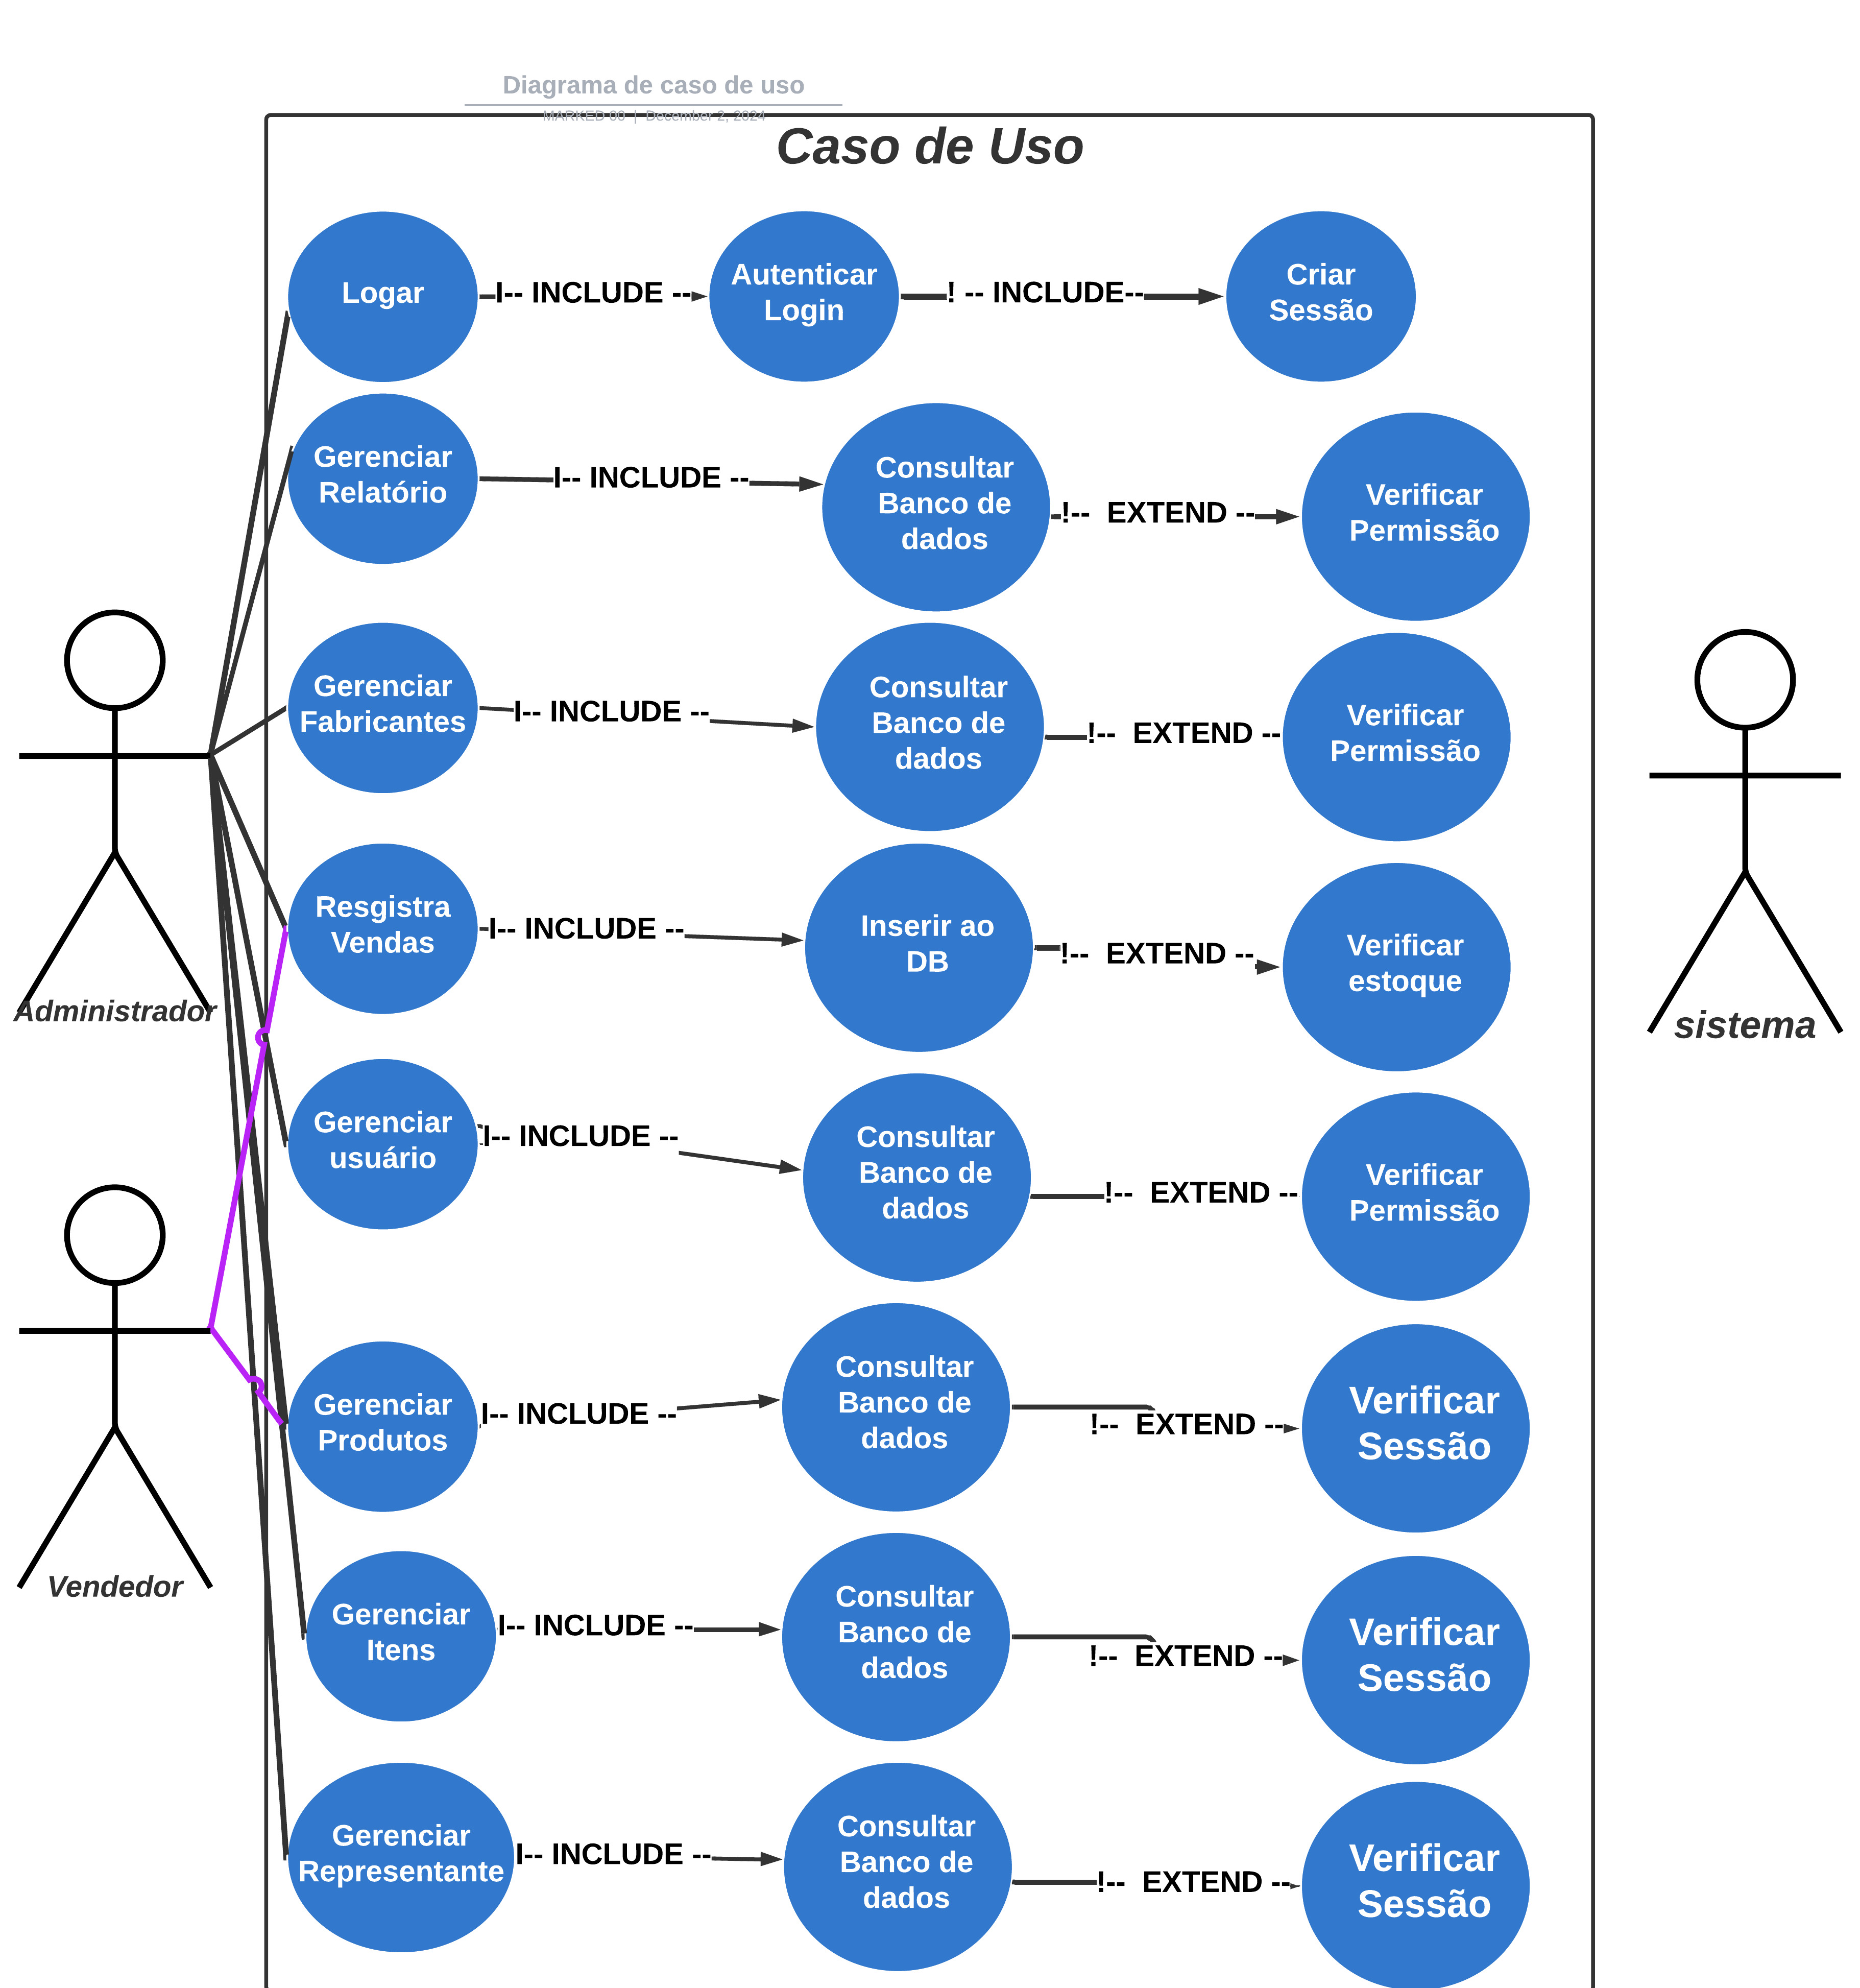 Diagrama de caso de uso
MARKED 00 | December 2, 2024
Caso de Uso
Logar
I-- INCLUDE --
Autenticar
Login
! -- INCLUDE--
Criar
Sessão
Gerenciar
Relatório
I-- INCLUDE --
Consultar
Banco de
dados
!-- EXTEND --
Verificar
Permissão
Gerenciar
Fabricantes
I-- INCLUDE --
Consultar
Banco de
dados
!-- EXTEND --
Verificar
Permissão
Resgistra
Vendas
I-- INCLUDE --
Inserir ao
DB
!-- EXTEND --
Verificar
estoque
Administrador
sistema
Gerenciar
usuário
I-- INCLUDE --
Consultar
Banco de
dados
!-- EXTEND --
Verificar
Permissão
Gerenciar
Produtos
I-- INCLUDE --
Consultar
Banco de
dados
!-- EXTEND --
Verificar
Sessão
Vendedor
Gerenciar
Itens
I-- INCLUDE --
Consultar
Banco de
dados
!-- EXTEND --
Verificar
Sessão
Gerenciar
Representante
I-- INCLUDE --
Consultar
Banco de
dados
!-- EXTEND --
Verificar
Sessão